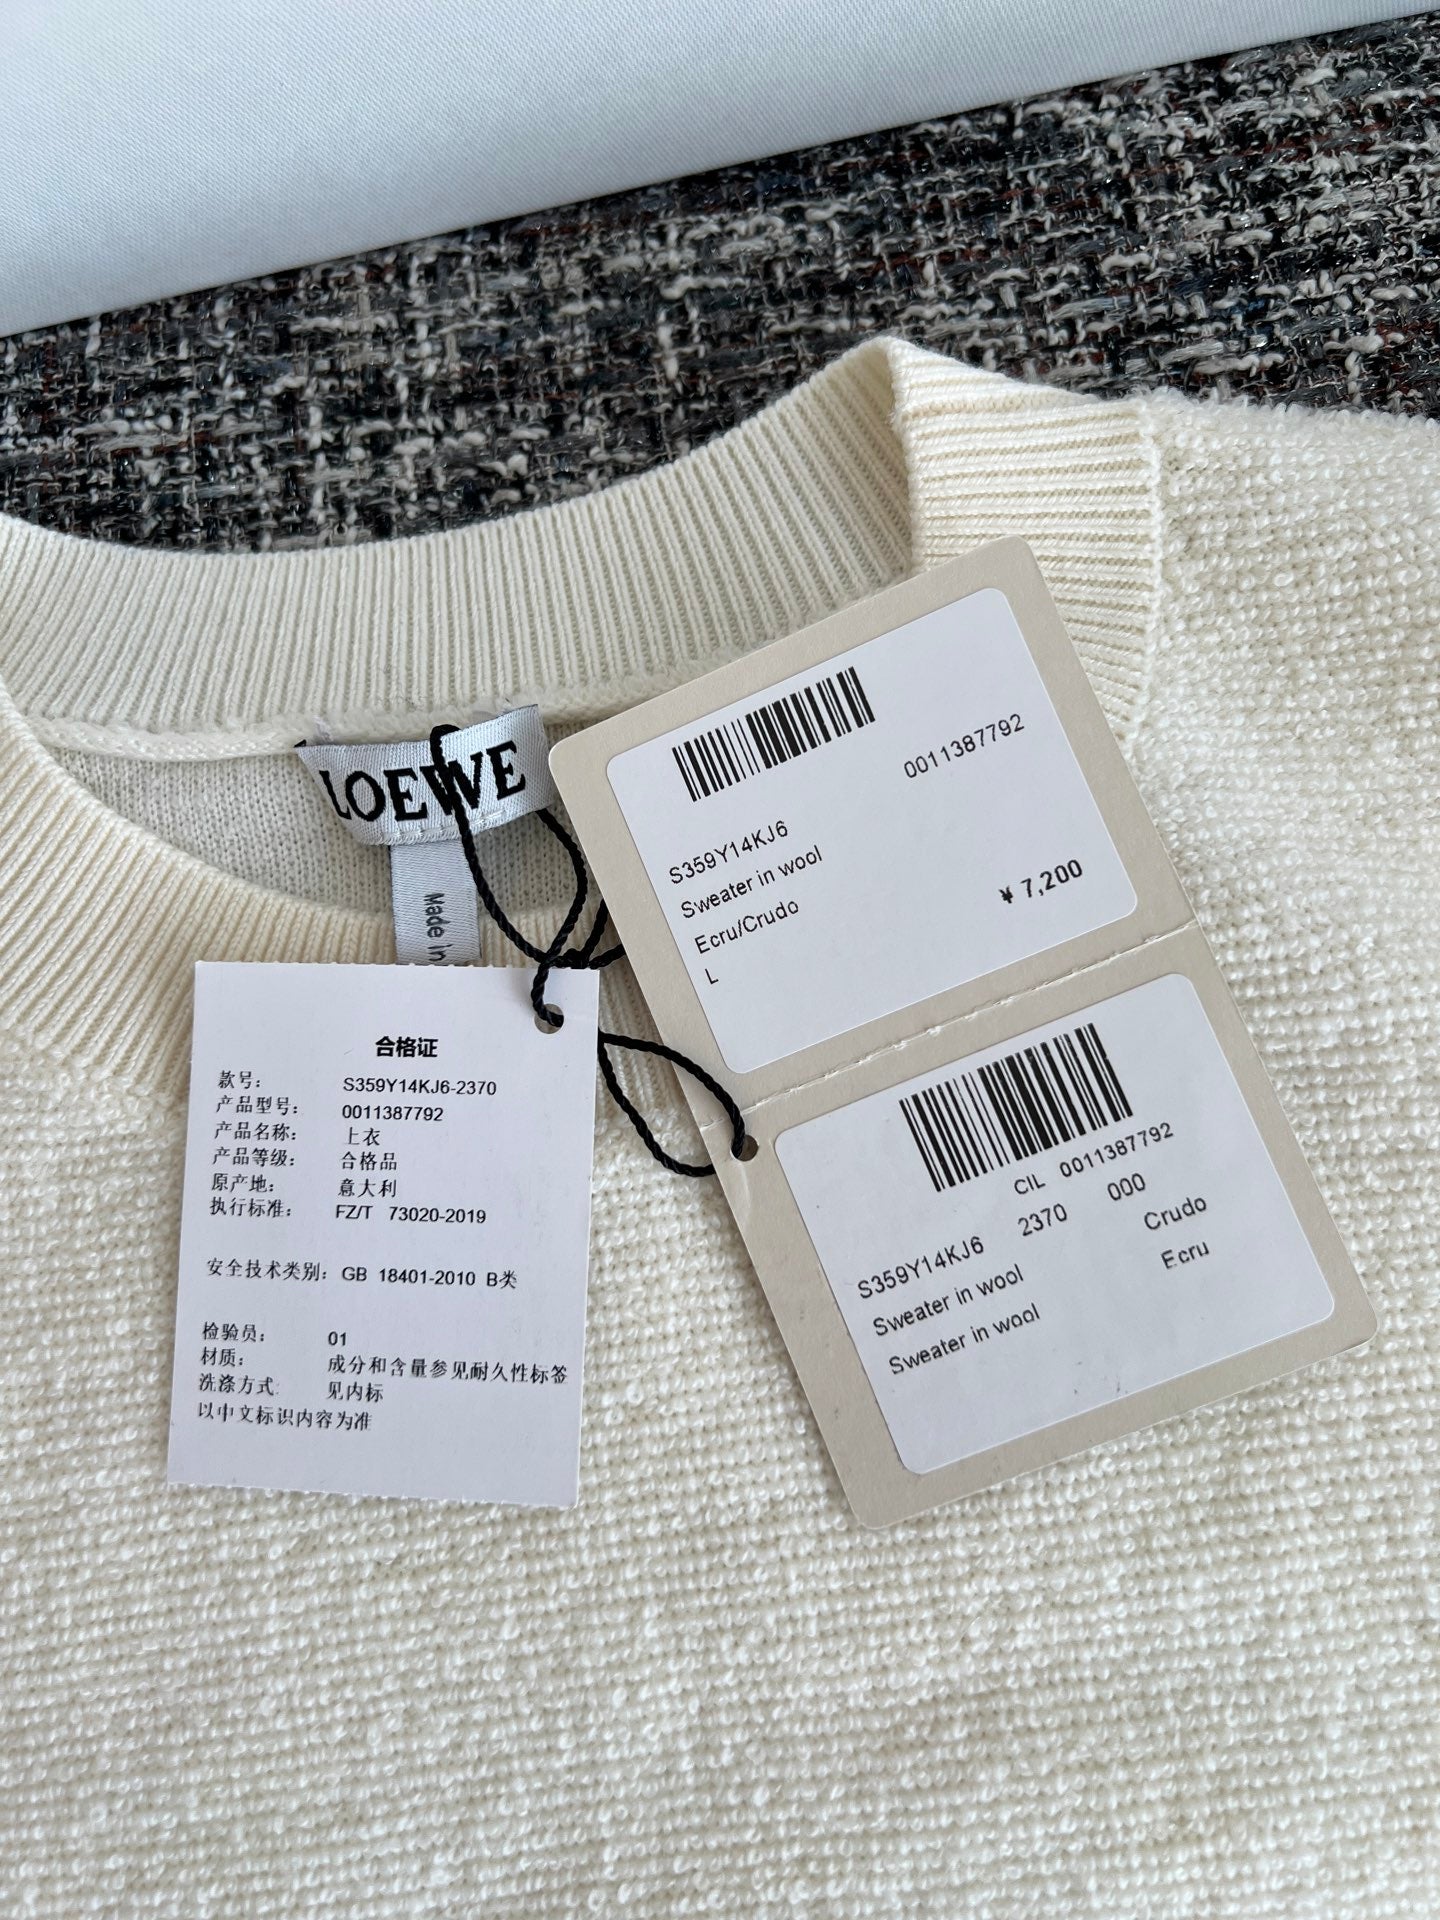 LOEWE
Made in
0011387792
S359Y14KJ6
Sweater in wool
Ecru/Crudo
L
¥ 7,200
CIL 0011387792
S359Y14KJ6 2370 000
Sweater in wool Crudo
Sweater in wool Ecru
合格证
款号: S359Y14KJ6-2370
产品型号: 0011387792
产品名称: 上衣
产品等级: 合格品
原产地: 意大利
执行标准: FZ/T 73020-2019
安全技术类别: GB 18401-2010 B类
检验员: 01
材质: 成分和含量参见耐久性标签
洗涤方式: 见内标
以中文标识内容为准